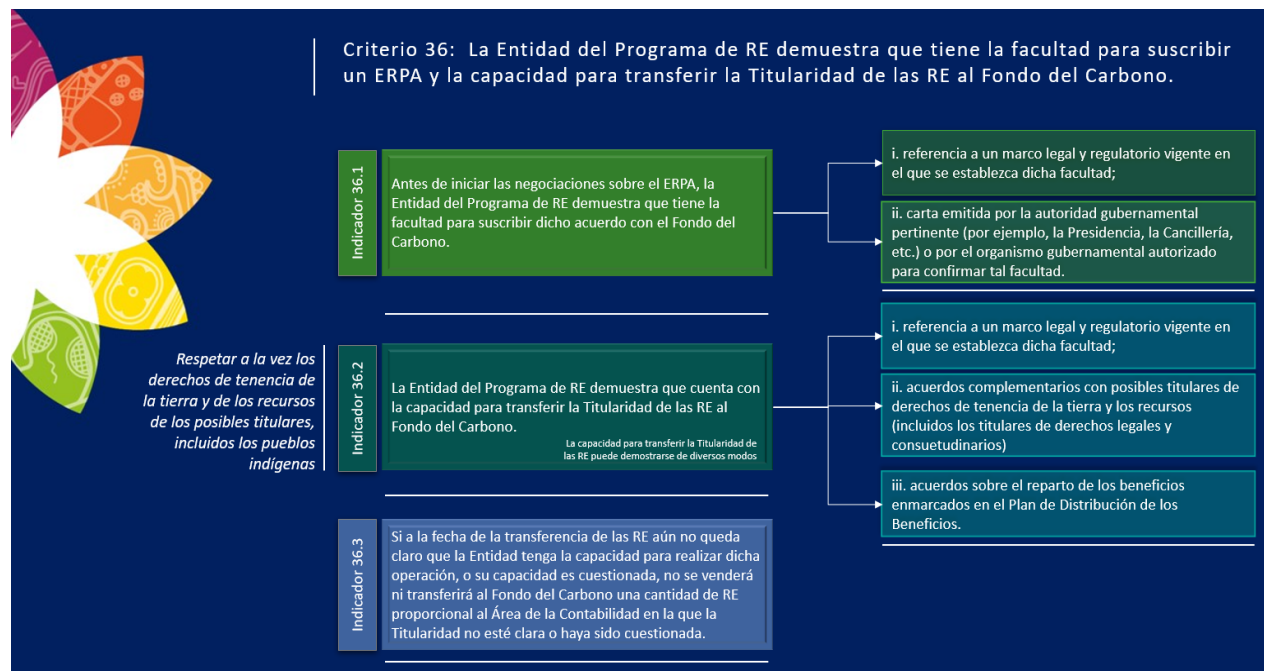 Criterio 36: La Entidad del Programa de RE demuestra que tiene la facultad para suscribir
un ERPA y la capacidad para transferir la Titularidad de las RE al Fondo del Carbono.
Indicador 36.1
Antes de iniciar las negociaciones sobre el ERPA, la
Entidad del Programa de RE demuestra que tiene la
facultad para suscribir dicho acuerdo con el Fondo del
Carbono.
i. referencia a un marco legal y regulatorio vigente en
el que se establezca dicha facultad;
ii. carta emitida por la autoridad gubernamental
pertinente (por ejemplo, la Presidencia, la Cancillería,
etc.) o por el organismo gubernamental autorizado
para confirmar tal facultad.
Respetar a la vez los
derechos de tenencia de
la tierra y de los recursos
de los posibles titulares,
incluidos los pueblos
indígenas
Indicador 36.2
La Entidad del Programa de RE demuestra que cuenta con
la capacidad para transferir la Titularidad de las RE al
Fondo del Carbono.
La capacidad para transferir la Titularidad de
las RE puede demostrarse de diversos modos
i. referencia a un marco legal y regulatorio vigente en
el que se establezca dicha facultad;
ii. acuerdos complementarios con posibles titulares de
derechos de tenencia de la tierra y los recursos
(incluidos los titulares de derechos legales y
consuetudinarios)
iii. acuerdos sobre el reparto de los beneficios
enmarcados en el Plan de Distribución de los
Beneficios.
Indicador 36.3
Si a la fecha de la transferencia de las RE aún no queda
claro que la Entidad tenga la capacidad para realizar dicha
operación, o su capacidad es cuestionada, no se venderá
ni transferirá al Fondo del Carbono una cantidad de RE
proporcional al Área de la Contabilidad en la que la
Titularidad no esté clara o haya sido cuestionada.